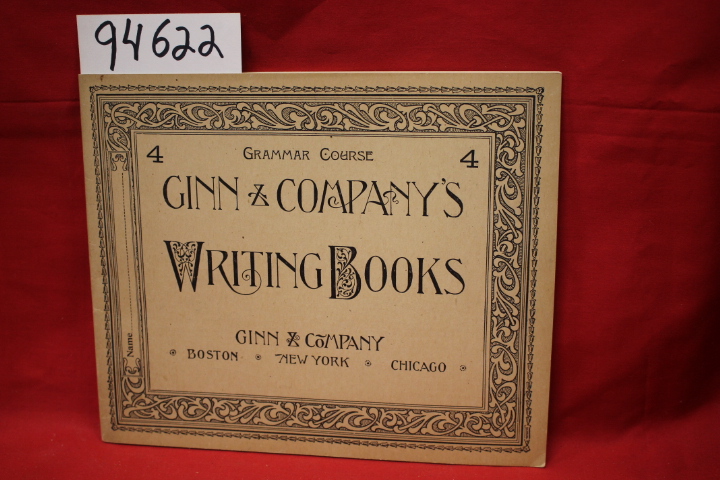 94622
4 GRAMMAR COURSE 4
GINN & COMPANY'S
WRITING BOOKS
GINN & COMPANY
BOSTON • NEW YORK • CHICAGO
Name